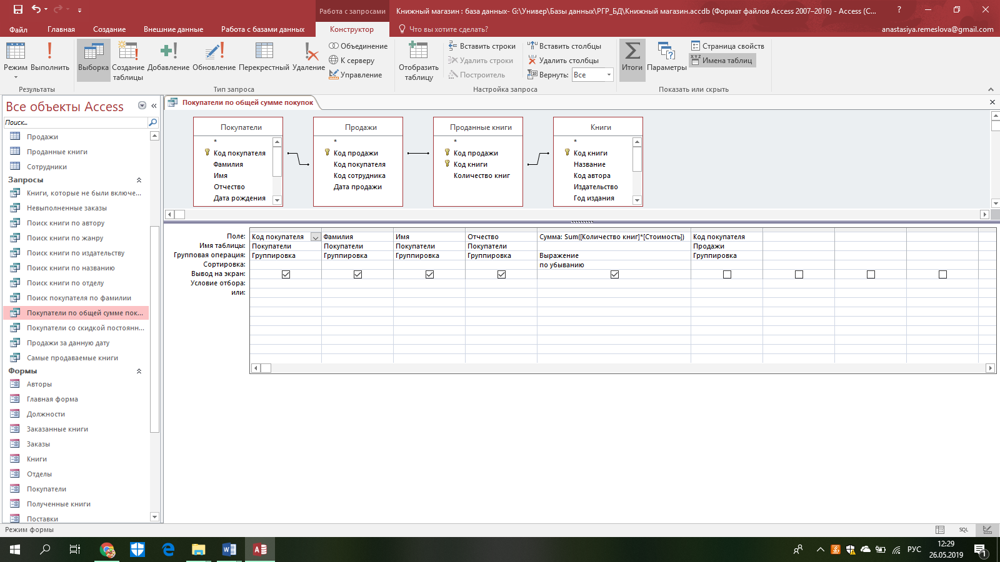 Работа с запросами
Книжный магазин : база данных- G:\Универ\Базы данных\РГР_БД\Книжный магазин.accdb (Формат файлов Access 2007–2016) - Access (С...
?
Файл
Главная
Создание
Внешние данные
Работа с базами данных
Конструктор
Что вы хотите сделать?
anastasiya.remeslova@gmail.com
Режим
Выполнить
Выборка
Создание таблицы
Добавление
Обновление
Перекрестный
Удаление
Объединение
К серверу
Управление
Отобразить таблицу
Вставить строки
Удалить строки
Построитель
Вставить столбцы
Удалить столбцы
Вернуть: Все
Итоги
Параметры
Страница свойств
Имена таблиц
Результаты
Тип запроса
Настройка запроса
Показать или скрыть
Все объекты Access
Поиск...
Продажи
Проданные книги
Сотрудники
Запросы
Книги, которые не были включе...
Невыполненные заказы
Поиск книги по автору
Поиск книги по жанру
Поиск книги по издательству
Поиск книги по названию
Поиск книги по отделу
Поиск покупателя по фамилии
Покупатели по общей сумме пок...
Покупатели со скидкой постоянн...
Продажи за данную дату
Самые продаваемые книги
Формы
Авторы
Главная форма
Должности
Заказанные книги
Заказы
Книги
Отделы
Покупатели
Полученные книги
Поставки
Покупатели по общей сумме покупок
Покупатели
*
Код покупателя
Фамилия
Имя
Отчество
Дата рождения
Продажи
*
Код продажи
Код покупателя
Код сотрудника
Дата продажи
Проданные книги
*
Код продажи
Код книги
Количество книг
Книги
*
Код книги
Название
Код автора
Издательство
Год издания
Поле: Код покупателя Фамилия Имя Отчество Сумма: Sum([Количество книг]*[Стоимость]) Код покупателя
Имя таблицы: Покупатели Покупатели Покупатели Покупатели Продажи
Групповая операция: Группировка Группировка Группировка Группировка Выражение Группировка
Сортировка: по убыванию
Вывод на экран:
Условие отбора:
или:
Режим формы
SQL
РУС
12:29
26.05.2019
1